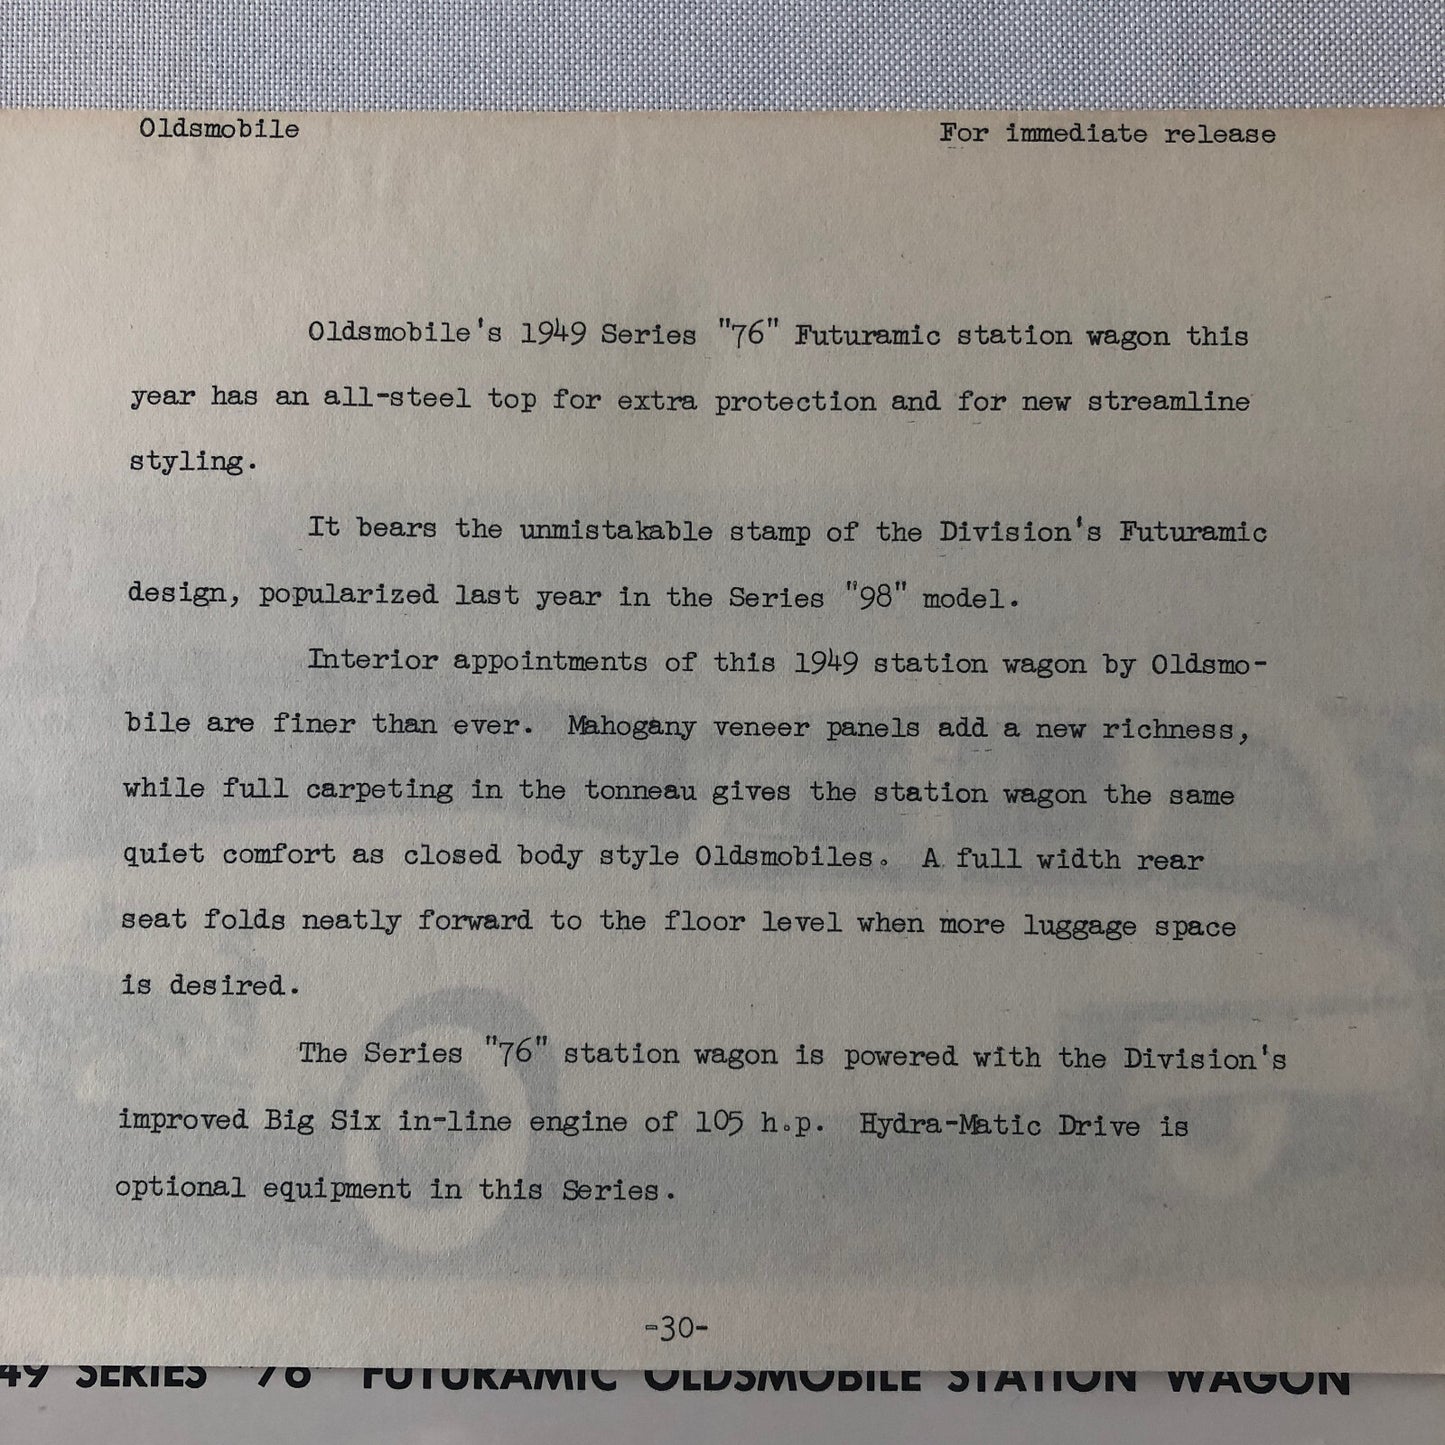 Oldsmobile For immediate release
Oldsmobile's 1949 Series "76" Futuramic station wagon this
year has an all-steel top for extra protection and for new streamline
styling.
It bears the unmistakable stamp of the Division's Futuramic
design, popularized last year in the Series "98" model.
Interior appointments of this 1949 station wagon by Oldsmo-
bile are finer than ever. Mahogany veneer panels add a new richness,
while full carpeting in the tonneau gives the station wagon the same
quiet comfort as closed body style Oldsmobiles. A full width rear
seat folds neatly forward to the floor level when more luggage space
is desired.
The Series "76" station wagon is powered with the Division's
improved Big Six in-line engine of 105 h.p. Hydra-Matic Drive is
optional equipment in this Series.
-30-
49 SERIES "76" FUTURAMIC OLDSMOBILE STATION WAGON